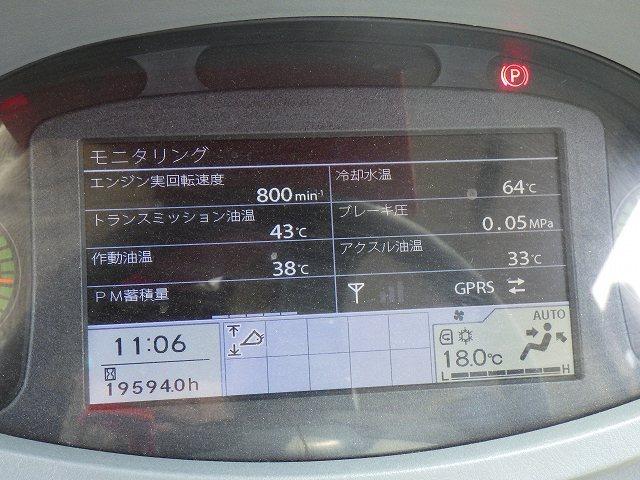 P
モニタリング
エンジン実回転速度
800min⁻¹
冷却水温
64℃
トランスミッション油温
43℃
ブレーキ圧
0.05MPa
作動油温
38℃
アクスル油温
33℃
PM蓄積量
GPRS
11:06
19594.0h
AUTO
18.0℃
L H